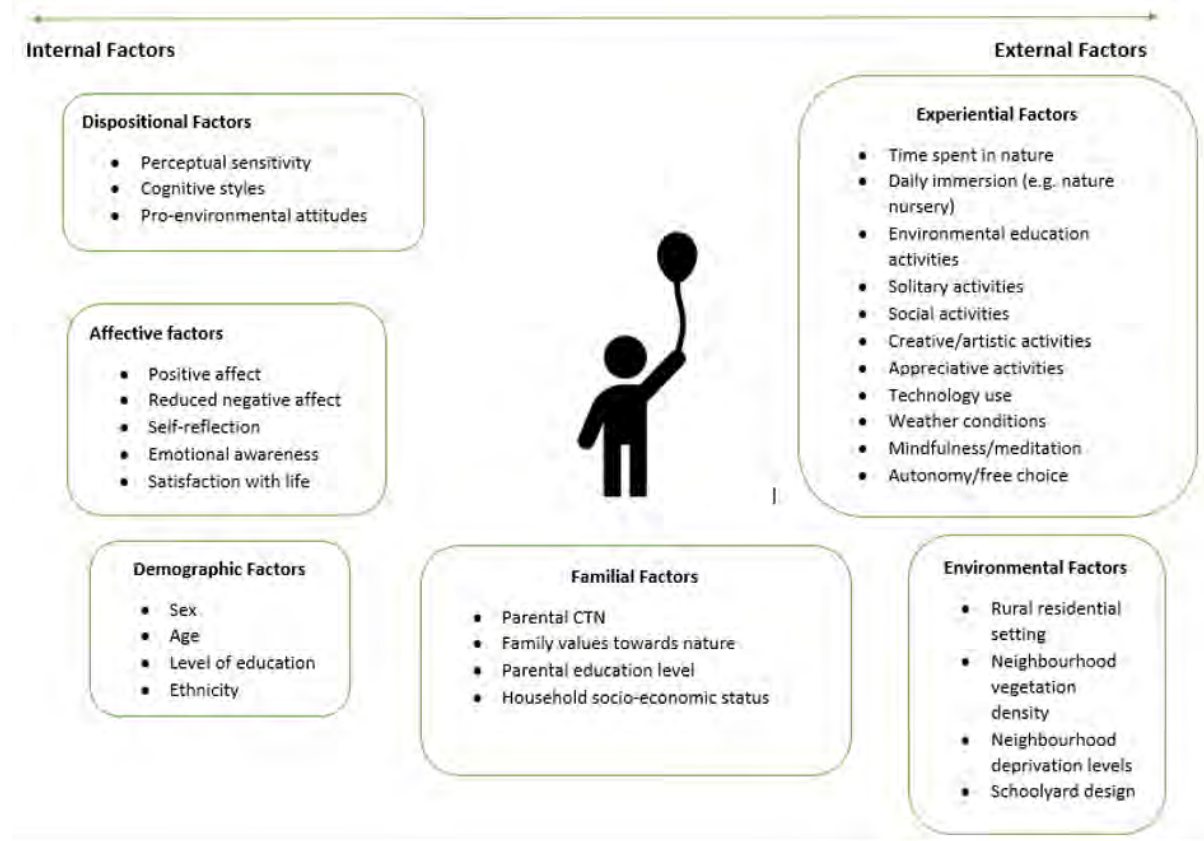 Internal Factors
External Factors
Dispositional Factors
• Perceptual sensitivity
• Cognitive styles
• Pro-environmental attitudes
Affective factors
• Positive affect
• Reduced negative affect
• Self-reflection
• Emotional awareness
• Satisfaction with life
Demographic Factors
• Sex
• Age
• Level of education
• Ethnicity
Familial Factors
• Parental CTN
• Family values towards nature
• Parental education level
• Household socio-economic status
Experiential Factors
• Time spent in nature
• Daily immersion (e.g. nature
nursery)
• Environmental education
activities
• Solitary activities
• Social activities
• Creative/artistic activities
• Appreciative activities
• Technology use
• Weather conditions
• Mindfulness/meditation
• Autonomy/free choice
Environmental Factors
• Rural residential
setting
• Neighbourhood
vegetation
density
• Neighbourhood
deprivation levels
• Schoolyard design